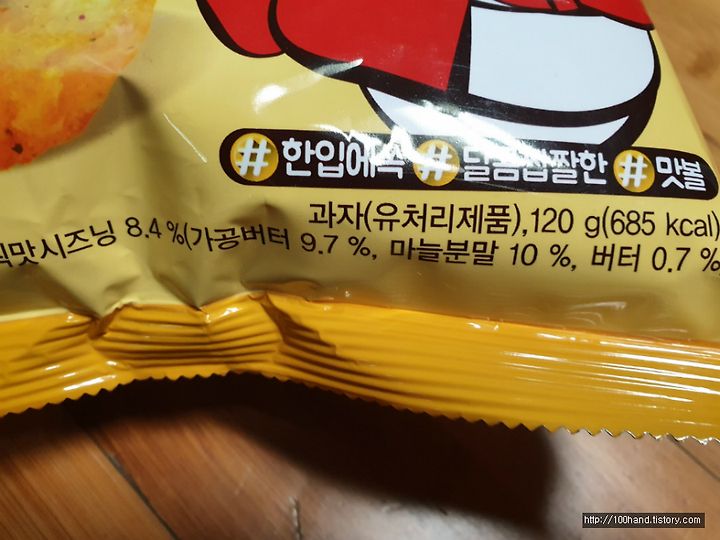 # 한입에쏙 # 달콤짭짤한 # 맛볼
과자(유처리제품),120 g(685 kcal)
맛시즈닝 8.4 %(가공버터 9.7 %, 마늘분말 10 %, 버터 0.7 %
http://100hand.tistory.com